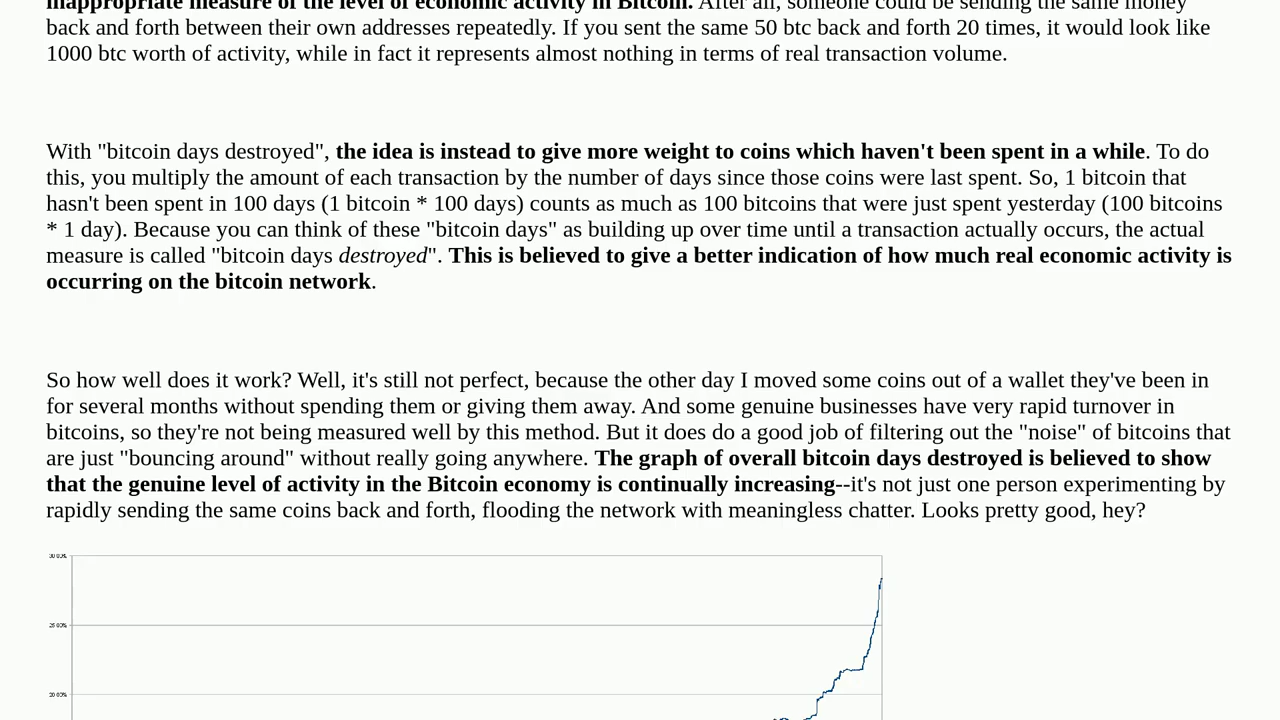 inappropriate measure of the level of economic activity in Bitcoin. After all, someone could be sending the same money
back and forth between their own addresses repeatedly. If you sent the same 50 btc back and forth 20 times, it would look like
1000 btc worth of activity, while in fact it represents almost nothing in terms of real transaction volume.
With "bitcoin days destroyed", the idea is instead to give more weight to coins which haven't been spent in a while. To do
this, you multiply the amount of each transaction by the number of days since those coins were last spent. So, 1 bitcoin that
hasn't been spent in 100 days (1 bitcoin * 100 days) counts as much as 100 bitcoins that were just spent yesterday (100 bitcoins
* 1 day). Because you can think of these "bitcoin days" as building up over time until a transaction actually occurs, the actual
measure is called "bitcoin days destroyed". This is believed to give a better indication of how much real economic activity is
occurring on the bitcoin network.
So how well does it work? Well, it's still not perfect, because the other day I moved some coins out of a wallet they've been in
for several months without spending them or giving them away. And some genuine businesses have very rapid turnover in
bitcoins, so they're not being measured well by this method. But it does do a good job of filtering out the "noise" of bitcoins that
are just "bouncing around" without really going anywhere. The graph of overall bitcoin days destroyed is believed to show
that the genuine level of activity in the Bitcoin economy is continually increasing--it's not just one person experimenting by
rapidly sending the same coins back and forth, flooding the network with meaningless chatter. Looks pretty good, hey?
30.00%
25.00%
20.00%